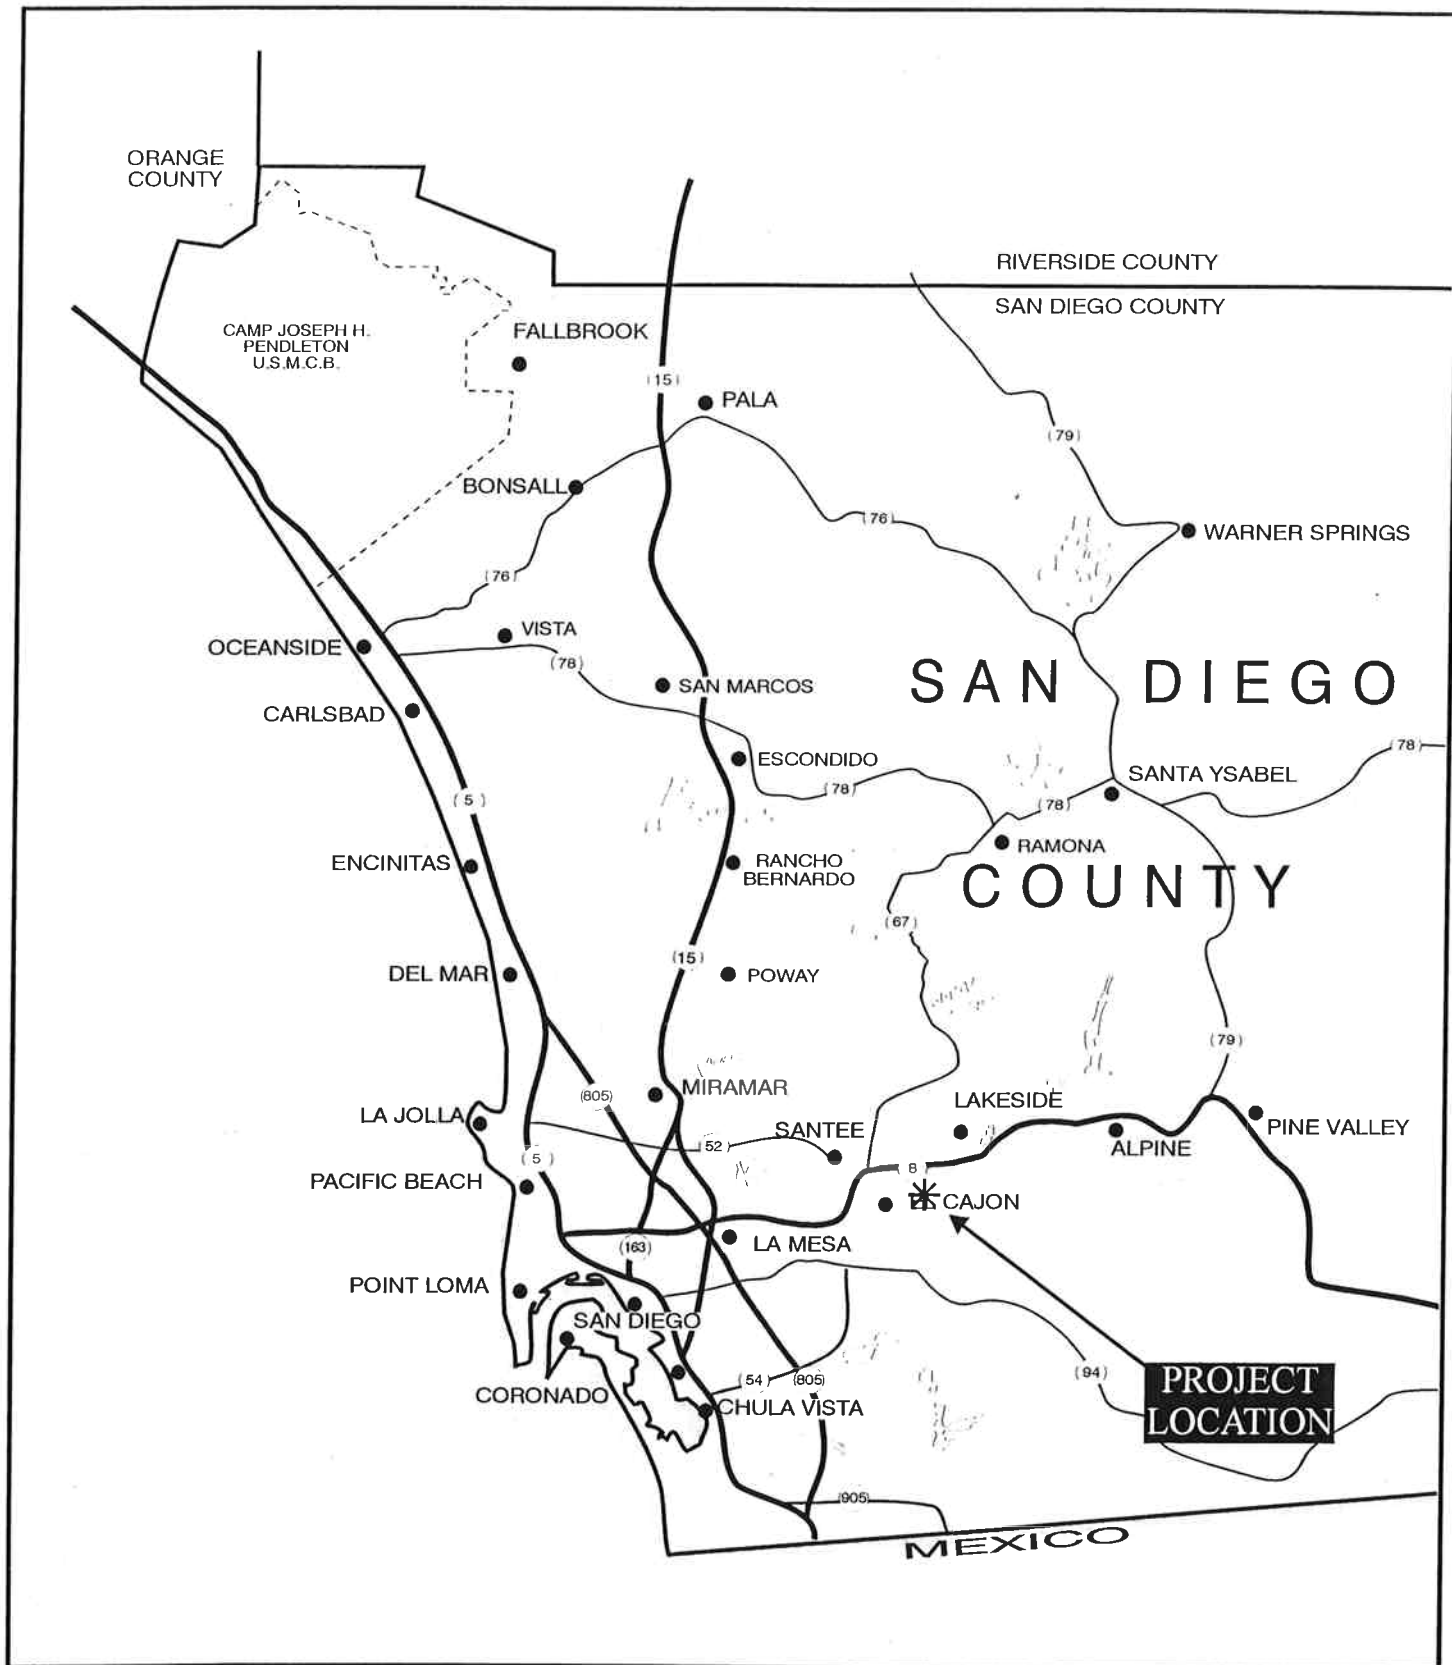 ORANGE
COUNTY
RIVERSIDE COUNTY
SAN DIEGO COUNTY
CAMP JOSEPH H.
PENDLETON
U.S.M.C.B.
FALLBROOK
(15)
PALA
(79)
BONSALL
(76)
WARNER SPRINGS
(76)
VISTA
OCEANSIDE
(78)
SAN MARCOS
SAN DIEGO
CARLSBAD
(78)
ESCONDIDO
SANTA YSABEL
(78)
(5)
(78)
RAMONA
ENCINITAS
RANCHO
BERNARDO
COUNTY
(67)
(15)
DEL MAR
POWAY
(79)
MIRAMAR
(805)
LAKESIDE
LA JOLLA
SANTEE
PINE VALLEY
(52)
ALPINE
(5)
(8)
PACIFIC BEACH
CAJON
LA MESA
(163)
POINT LOMA
SAN DIEGO
(94)
(54)
(805)
PROJECT
LOCATION
CORONADO
CHULA VISTA
(905)
MEXICO